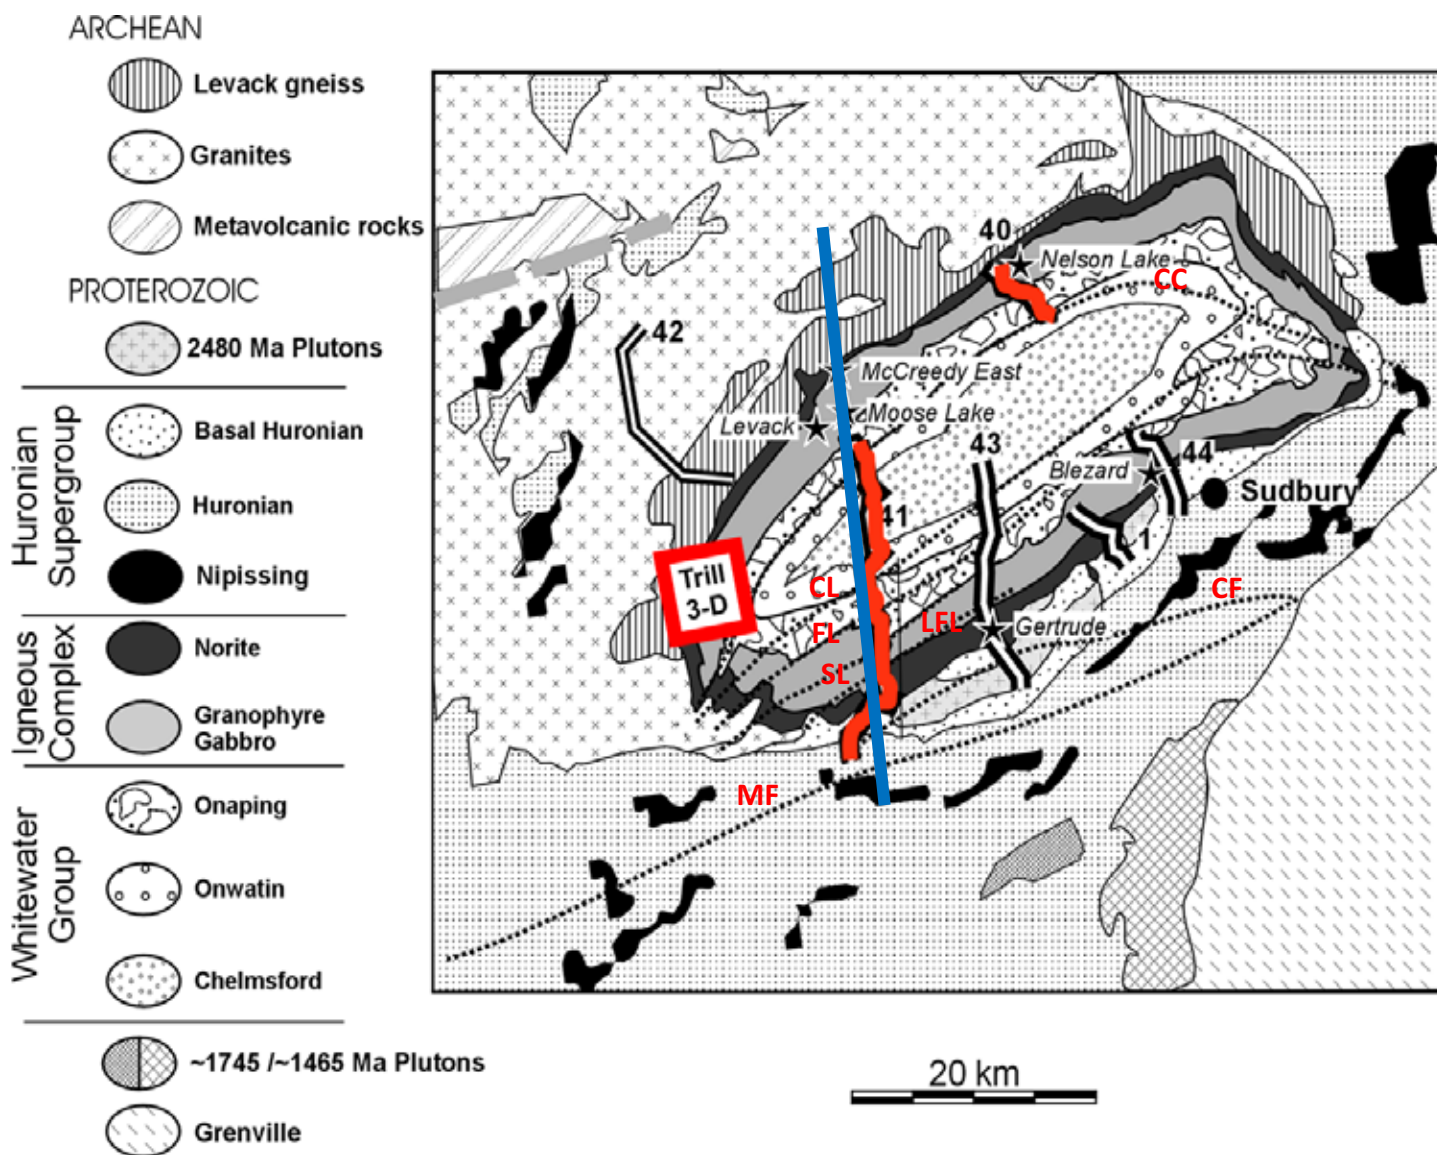 ARCHEAN
Levack gneiss
Granites
Metavolcanic rocks
PROTEROZOIC
2480 Ma Plutons
Huronian
Supergroup
Basal Huronian
Huronian
Nipissing
Igneous
Complex
Norite
Granophyre
Gabbro
Whitewater
Group
Onaping
Onwatin
Chelmsford
~1745 /~1465 Ma Plutons
Grenville
40
Nelson Lake
CC
42
McCreedy East
Moose Lake
Levack
43
Blezard
44
Sudbury
41
1
Trill
3-D
CL
FL
LFL
SL
Gertrude
CF
MF
20 km